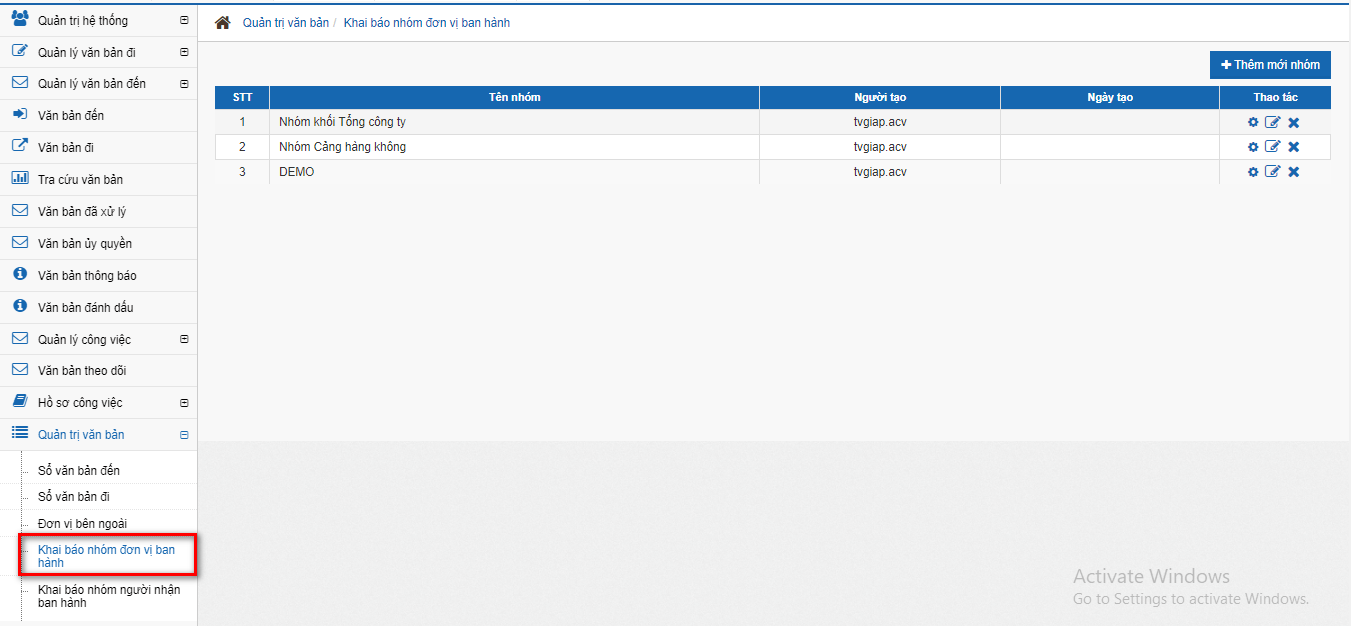 Quản trị hệ thống
Quản lý văn bản đi
Quản lý văn bản đến
Văn bản đến
Văn bản đi
Tra cứu văn bản
Văn bản đã xử lý
Văn bản ủy quyền
Văn bản thông báo
Văn bản đánh dấu
Quản lý công việc
Văn bản theo dõi
Hồ sơ công việc
Quản trị văn bản
Sổ văn bản đến
Sổ văn bản đi
Đơn vị bên ngoài
Khai báo nhóm đơn vị ban
hành
Khai báo nhóm người nhận
ban hành
Quản trị văn bản / Khai báo nhóm đơn vị ban hành
Thêm mới nhóm
STT Tên nhóm Người tạo Ngày tạo Thao tác
1 Nhóm khối Tổng công ty tvgiap.acv
2 Nhóm Cảng hàng không tvgiap.acv
3 DEMO tvgiap.acv
Activate Windows
Go to Settings to activate Windows.